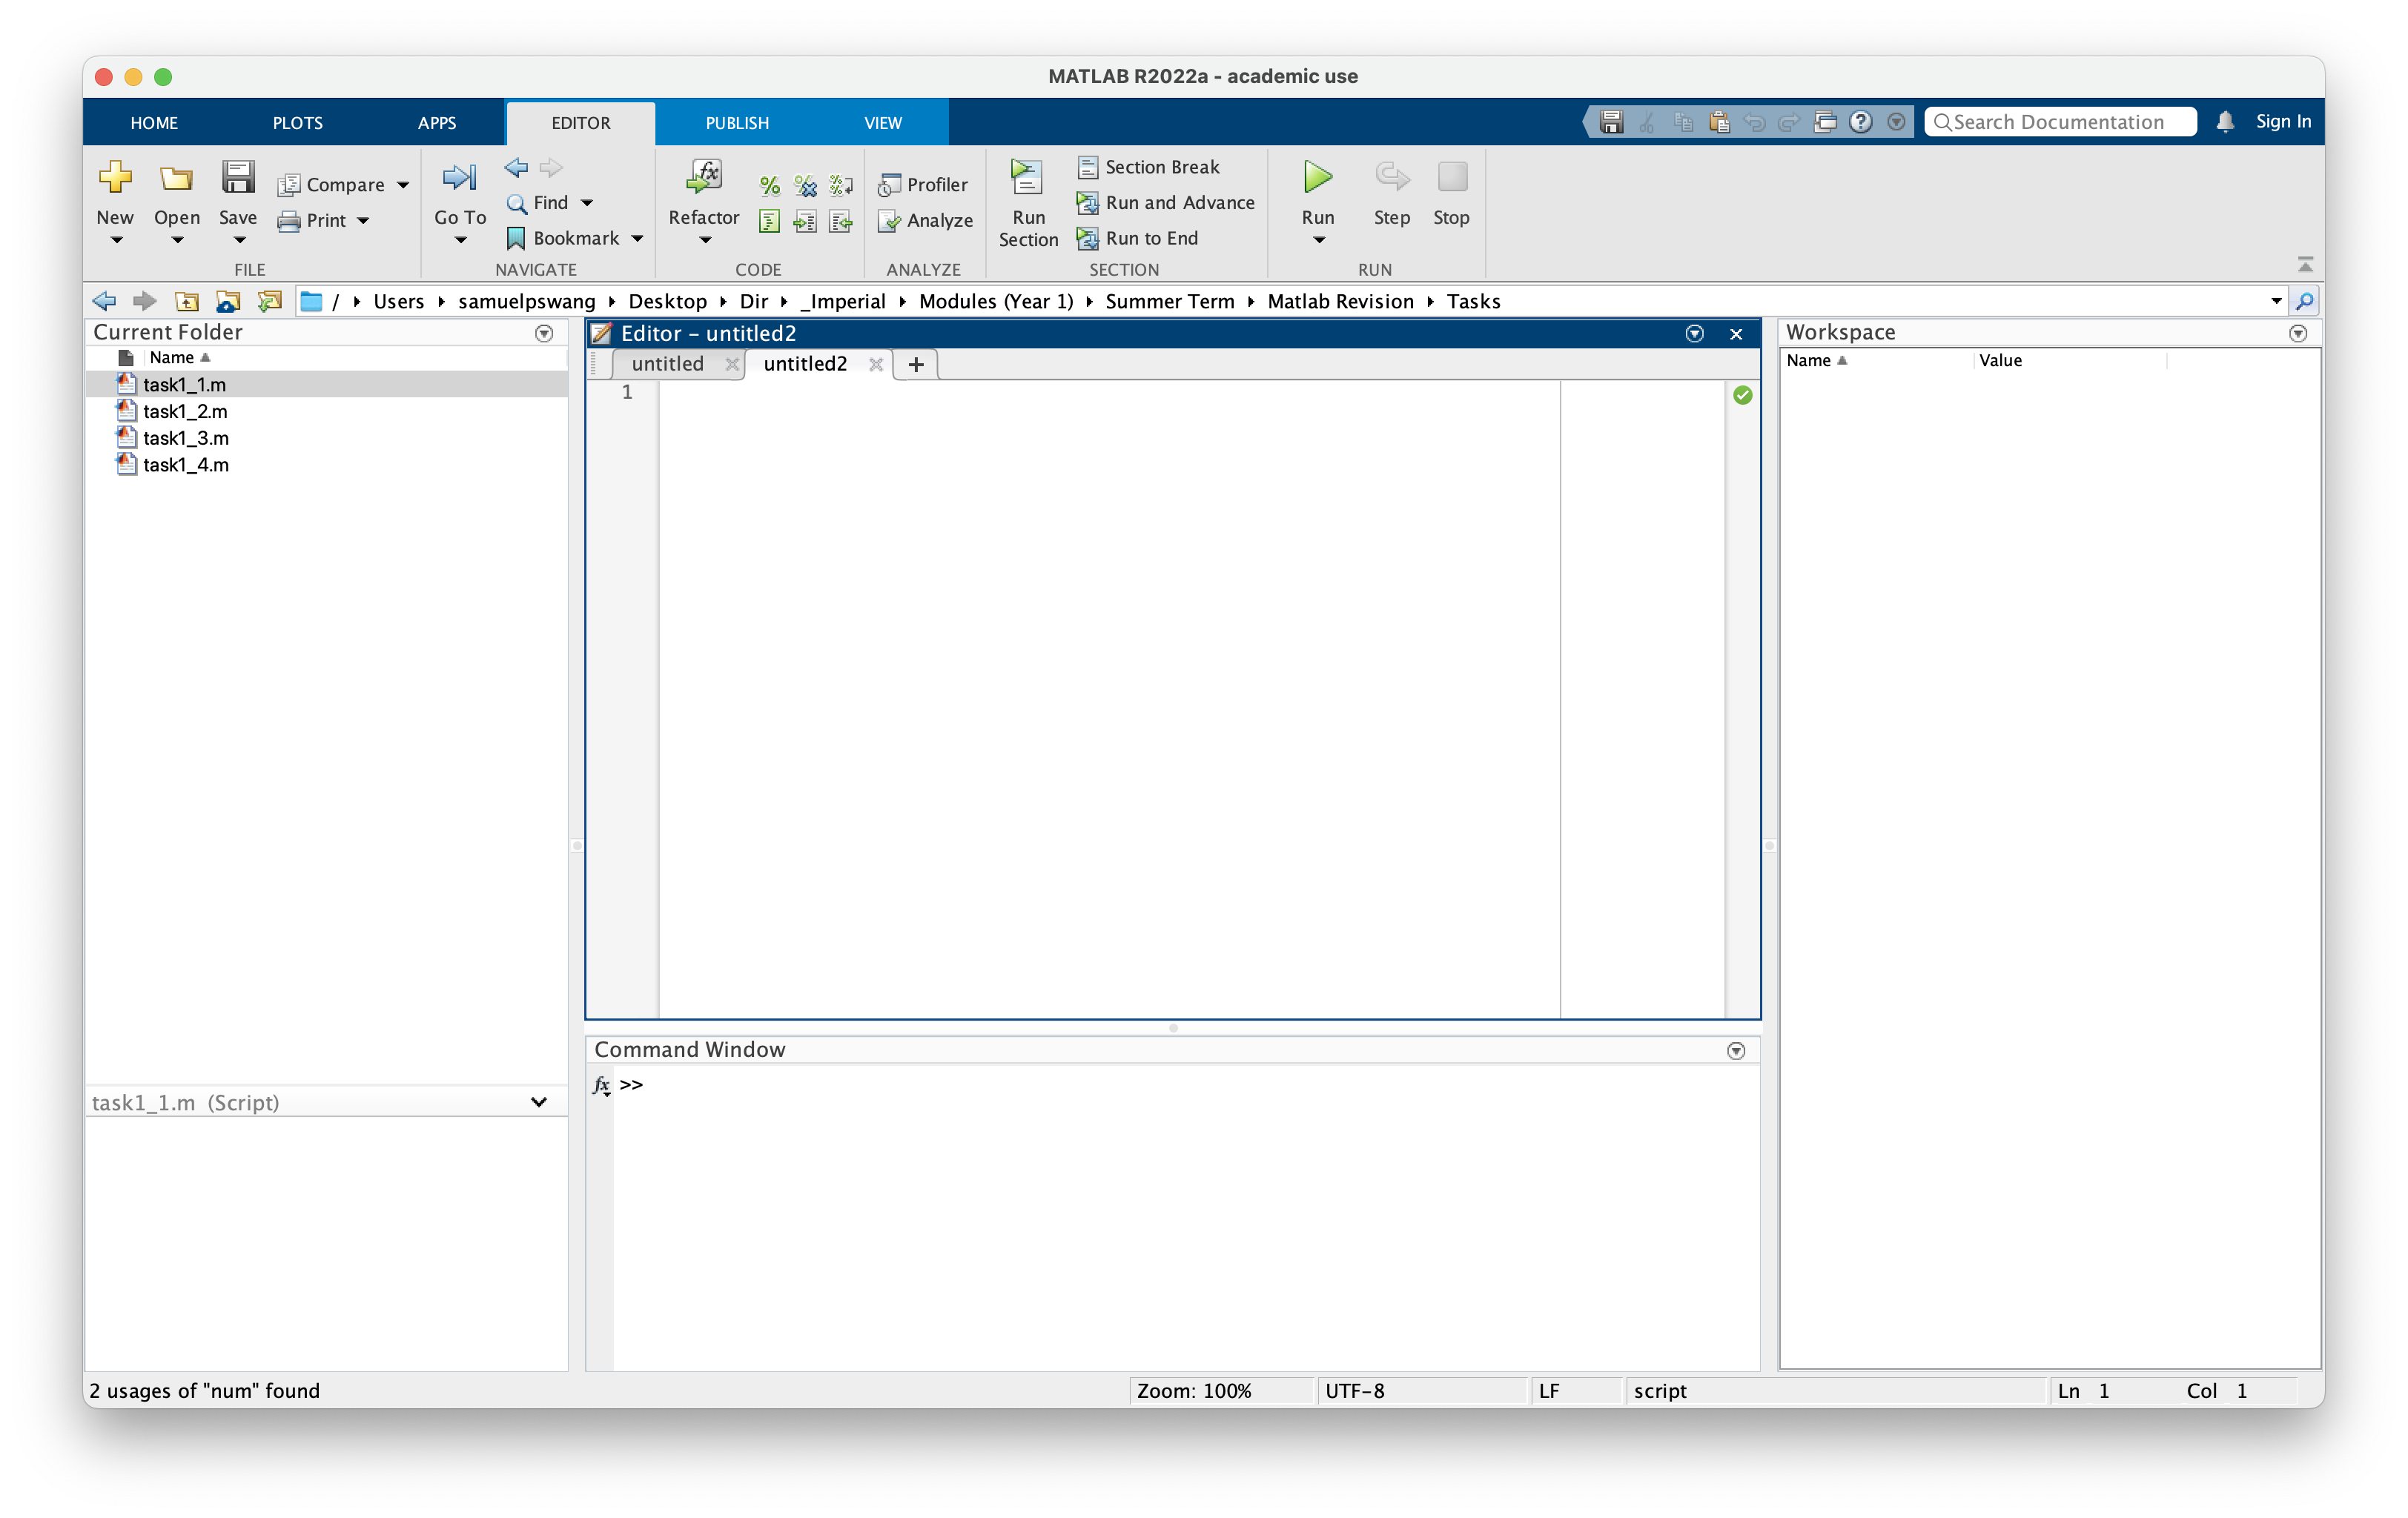 MATLAB R2022a - academic use
HOME PLOTS APPS EDITOR PUBLISH VIEW Search Documentation Sign In
New Open Save Compare Print
FILE
Go To Find Bookmark
NAVIGATE
Refactor
CODE
Profiler
Analyze
ANALYZE
Run Section
Section Break
Run and Advance
Run to End
SECTION
Run Step Stop
RUN
/ Users samuelpswang Desktop Dir _Imperial Modules (Year 1) Summer Term Matlab Revision Tasks
Current Folder
Name
task1_1.m
task1_2.m
task1_3.m
task1_4.m
task1_1.m (Script)
Editor - untitled2
untitled untitled2 +
1
Command Window
fx >>
Workspace
Name Value
2 usages of "num" found Zoom: 100% UTF-8 LF script Ln 1 Col 1